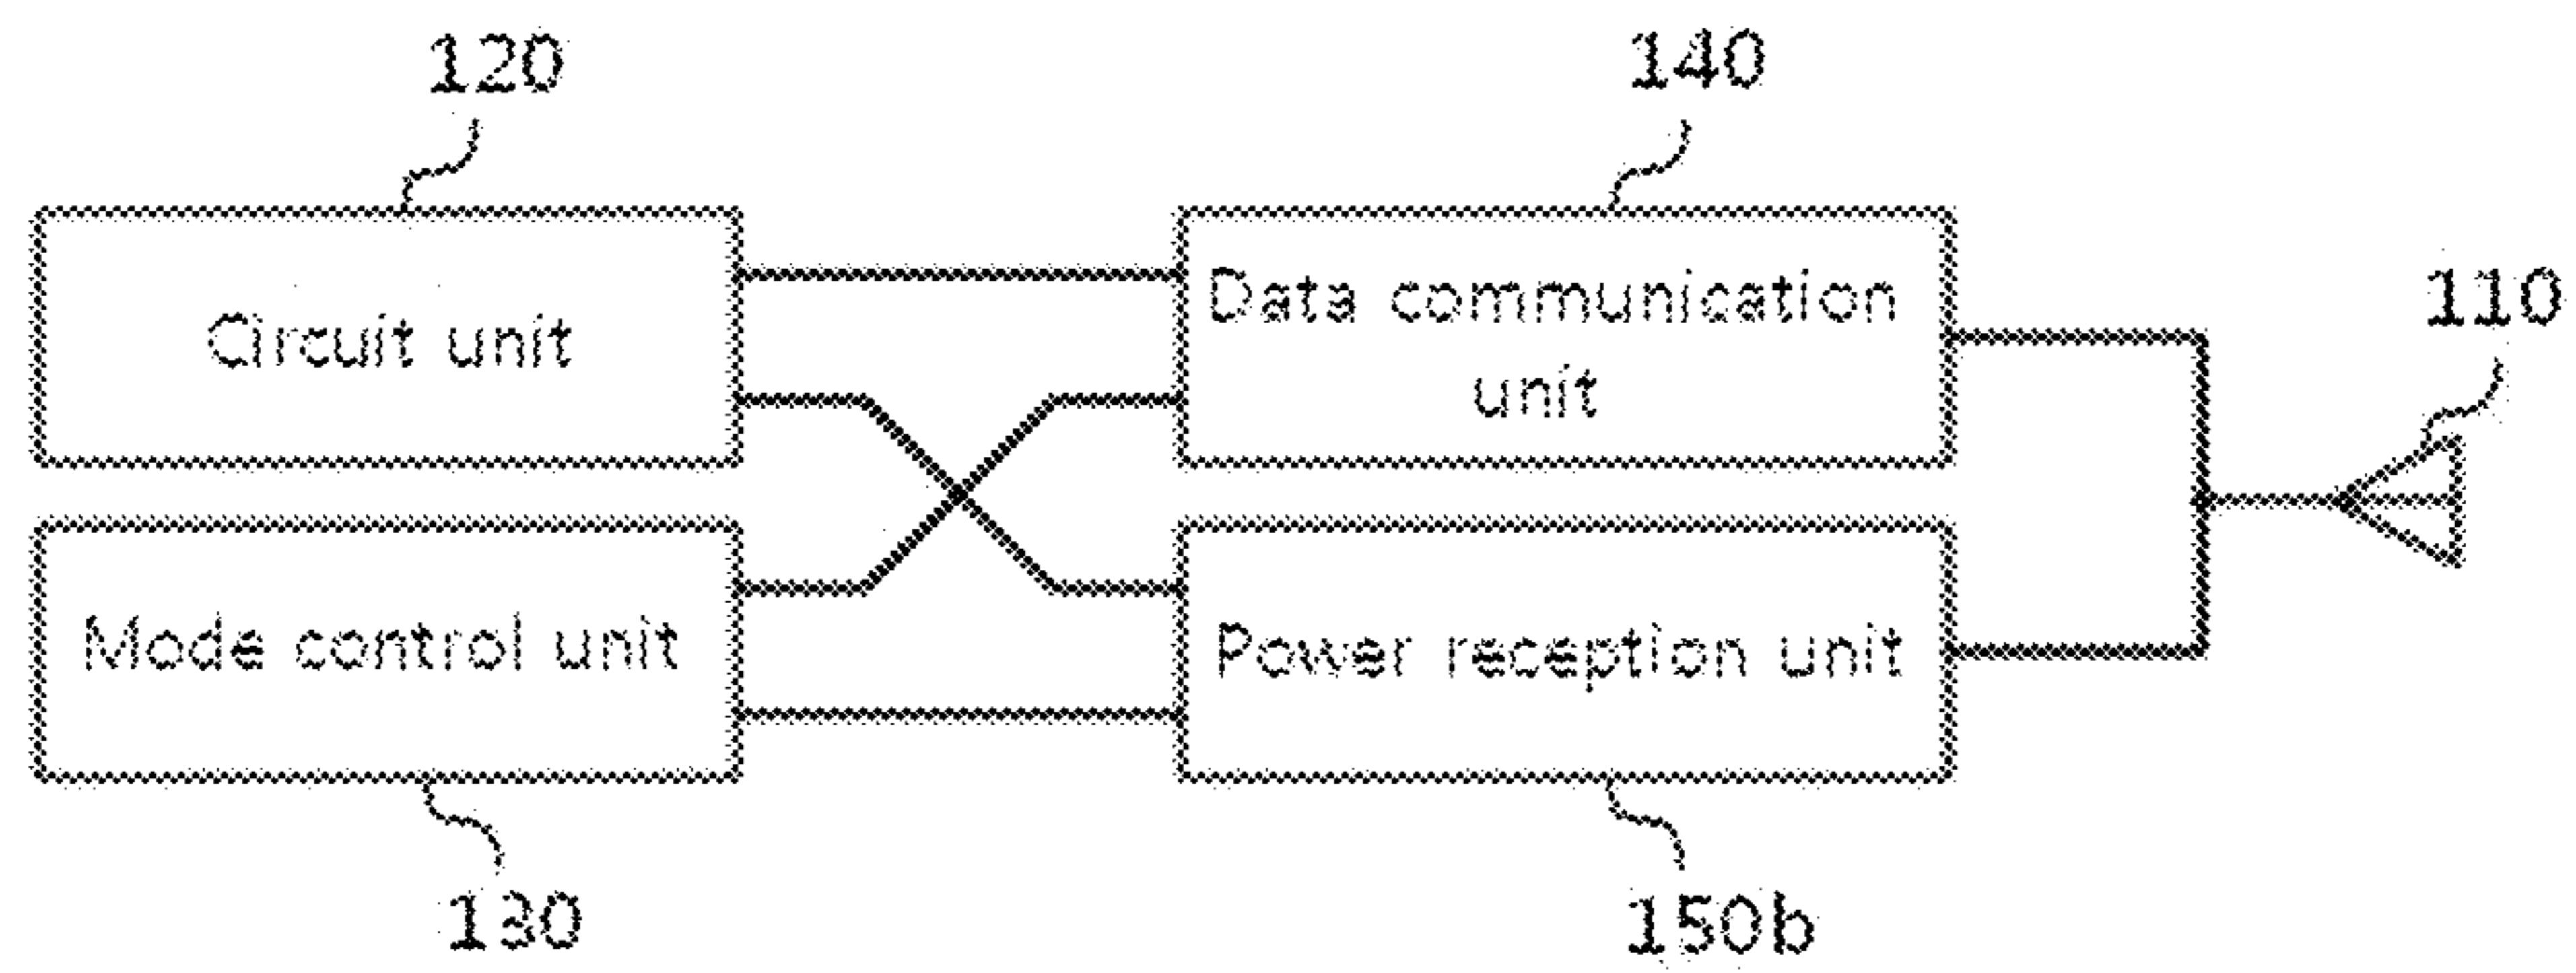 120
140
110
Circuit unit
Data communication
unit
Mode control unit
Power reception unit
130
150b